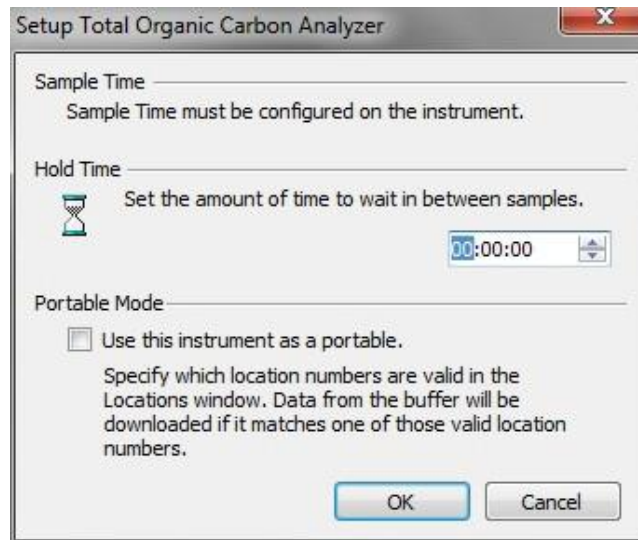 Setup Total Organic Carbon Analyzer
Sample Time
Sample Time must be configured on the instrument.
Hold Time
Set the amount of time to wait in between samples.
00:00:00
Portable Mode
Use this instrument as a portable.
Specify which location numbers are valid in the
Locations window. Data from the buffer will be
downloaded if it matches one of those valid location
numbers.
OK
Cancel